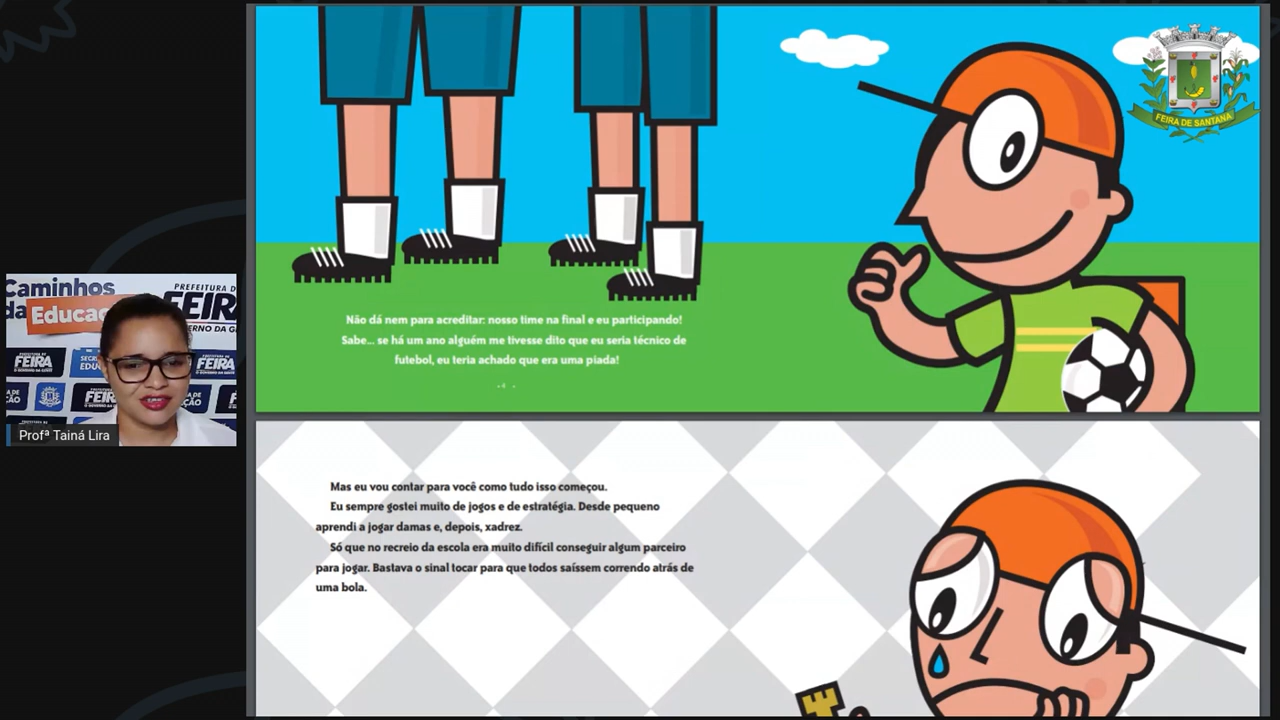 FEIRA DE SANTANA
Não dá nem para acreditar: nosso time na final e eu participando!
Sabe... se há um ano alguém me tivesse dito que eu seria técnico de
futebol, eu teria achado que era uma piada!
Mas eu vou contar para você como tudo isso começou.
Eu sempre gostei muito de jogos e de estratégia. Desde pequeno
aprendi a jogar damas e, depois, xadrez.
Só que no recreio da escola era muito difícil conseguir algum parceiro
para jogar. Bastava o sinal tocar para que todos saíssem correndo atrás de
uma bola.
Caminhos
da Educaç
PREFEITURA D
FEIRA
Profª Tainá Lira